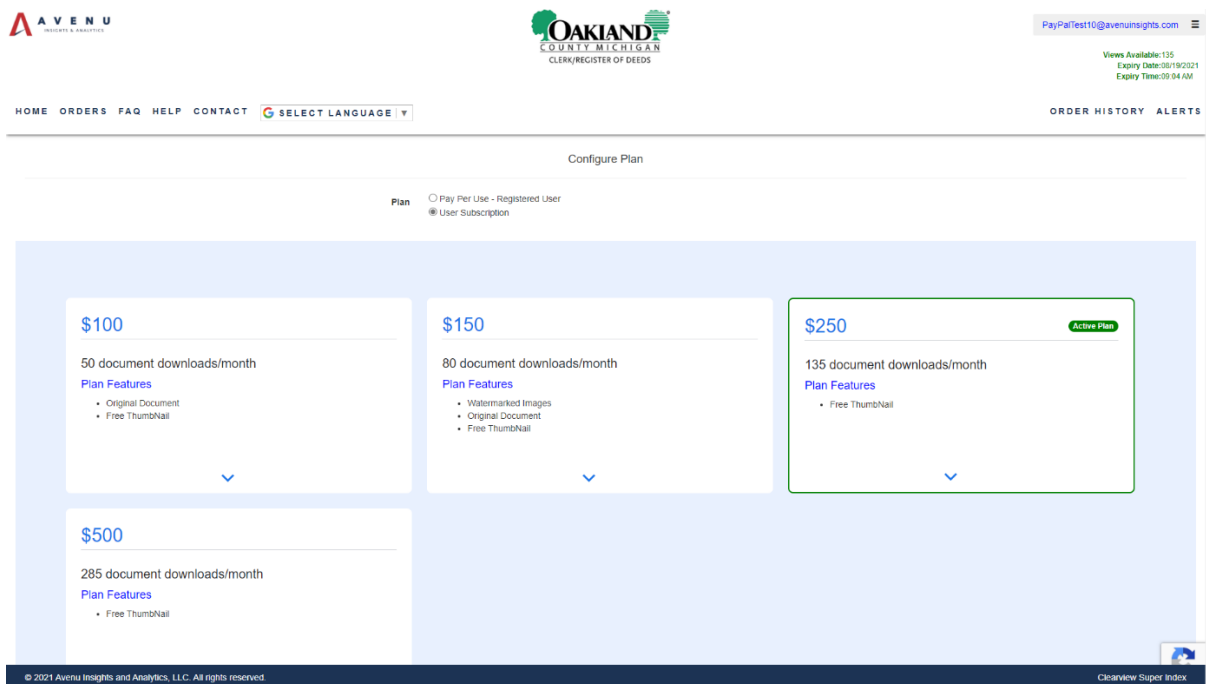 AVENU
INSIGHTS & ANALYTICS
OAKLAND
COUNTY MICHIGAN
CLERK/REGISTER OF DEEDS
PayPalTest10@avenuinsights.com
Views Available:135
Expiry Date:08/19/2021
Expiry Time:09:04 AM
HOME ORDERS FAQ HELP CONTACT G SELECT LANGUAGE ▼
ORDER HISTORY ALERTS
Configure Plan
Plan
Pay Per Use - Registered User
User Subscription
$100
50 document downloads/month
Plan Features
• Original Document
• Free ThumbNail
$150
80 document downloads/month
Plan Features
• Watermarked Images
• Original Document
• Free ThumbNail
$250 Active Plan
135 document downloads/month
Plan Features
• Free ThumbNail
$500
285 document downloads/month
Plan Features
• Free ThumbNail
© 2021 Avenu Insights and Analytics, LLC. All rights reserved.
Clearview Super Index